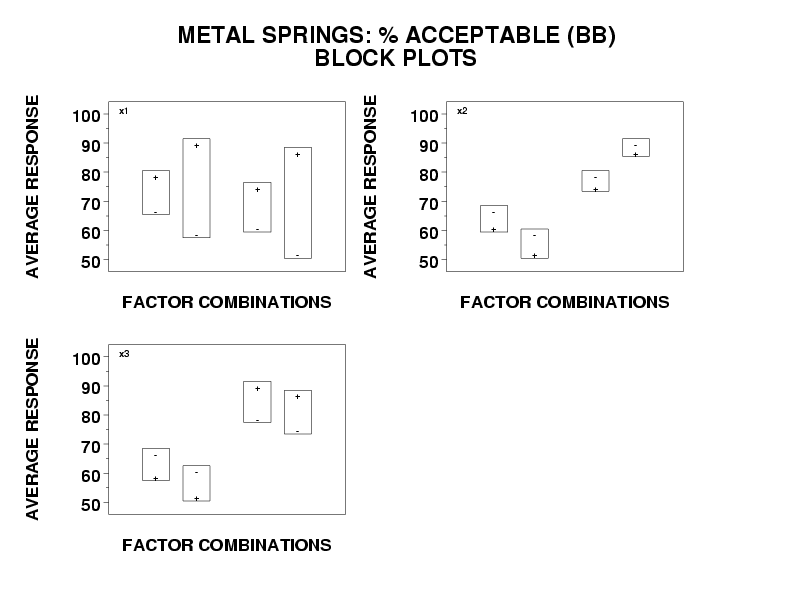 METAL SPRINGS: % ACCEPTABLE (BB)
BLOCK PLOTS
AVERAGE RESPONSE
100
90
80
70
60
50
x1
FACTOR COMBINATIONS
AVERAGE RESPONSE
100
90
80
70
60
50
x2
FACTOR COMBINATIONS
AVERAGE RESPONSE
100
90
80
70
60
50
x3
FACTOR COMBINATIONS